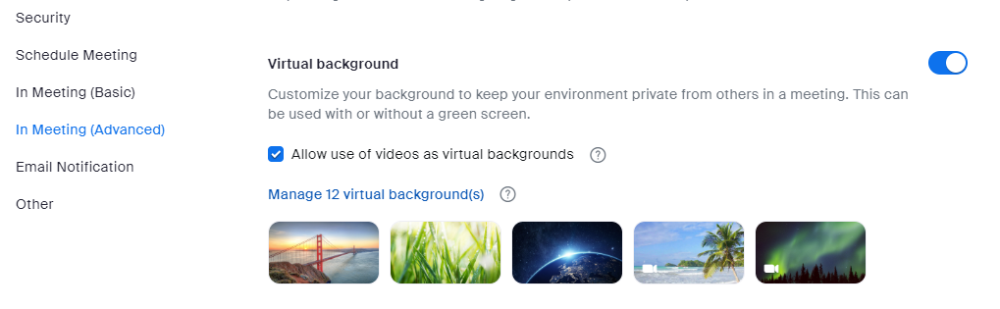 Security
Schedule Meeting
In Meeting (Basic)
In Meeting (Advanced)
Email Notification
Other
Virtual background
Customize your background to keep your environment private from others in a meeting. This can
be used with or without a green screen.
Allow use of videos as virtual backgrounds
?
Manage 12 virtual background(s)
?